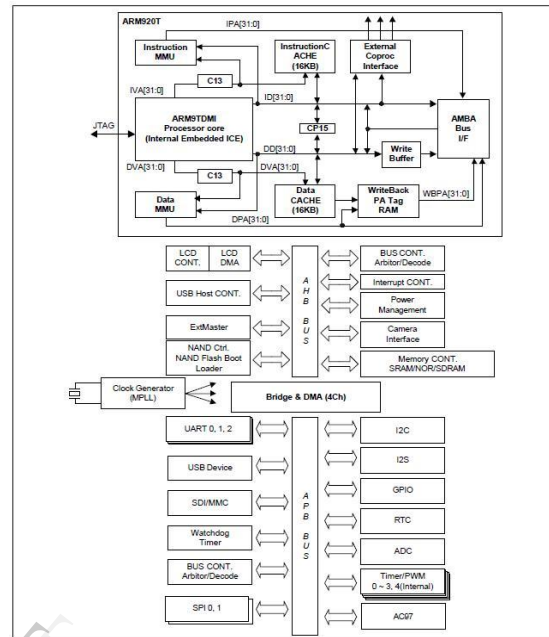 ARM920T
IPA[31:0]
Instruction
MMU
C13
InstructionC
ACHE
(16KB)
External
Coproc
Interface
IVA[31:0]
ID[31:0]
JTAG
ARM9TDMI
Processor core
(Internal Embedded ICE)
CP15
AMBA
Bus
I/F
DD[31:0]
Write
Buffer
DVA[31:0]
C13
DVA[31:0]
Data
MMU
Data
CACHE
(16KB)
WriteBack
PA Tag
RAM
WBPA[31:0]
DPA[31:0]
LCD
CONT.
LCD
DMA
BUS CONT.
Arbitor/Decode
USB Host CONT.
Interrupt CONT.
Power
Management
ExtMaster
Camera
Interface
NAND Ctrl.
NAND Flash Boot
Loader
Memory CONT.
SRAM/NOR/SDRAM
A
H
B
B
U
S
Clock Generator
(MPLL)
Bridge & DMA (4Ch)
UART 0, 1, 2
I2C
USB Device
I2S
SDI/MMC
GPIO
Watchdog
Timer
RTC
BUS CONT.
Arbitor/Decode
ADC
SPI 0, 1
Timer/PWM
0 ~ 3, 4(Internal)
AC97
A
P
B
B
U
S